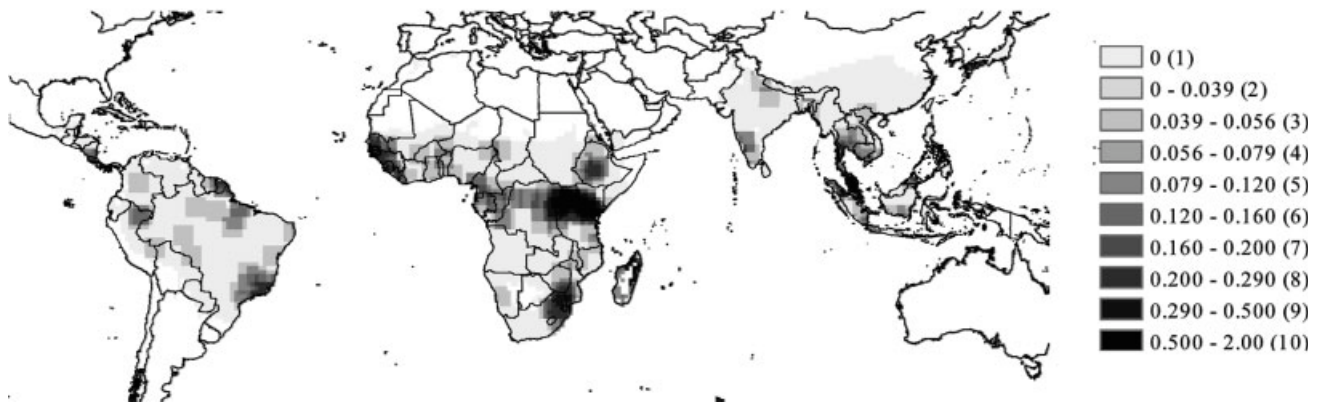 0 (1)
0 - 0.039 (2)
0.039 - 0.056 (3)
0.056 - 0.079 (4)
0.079 - 0.120 (5)
0.120 - 0.160 (6)
0.160 - 0.200 (7)
0.200 - 0.290 (8)
0.290 - 0.500 (9)
0.500 - 2.00 (10)